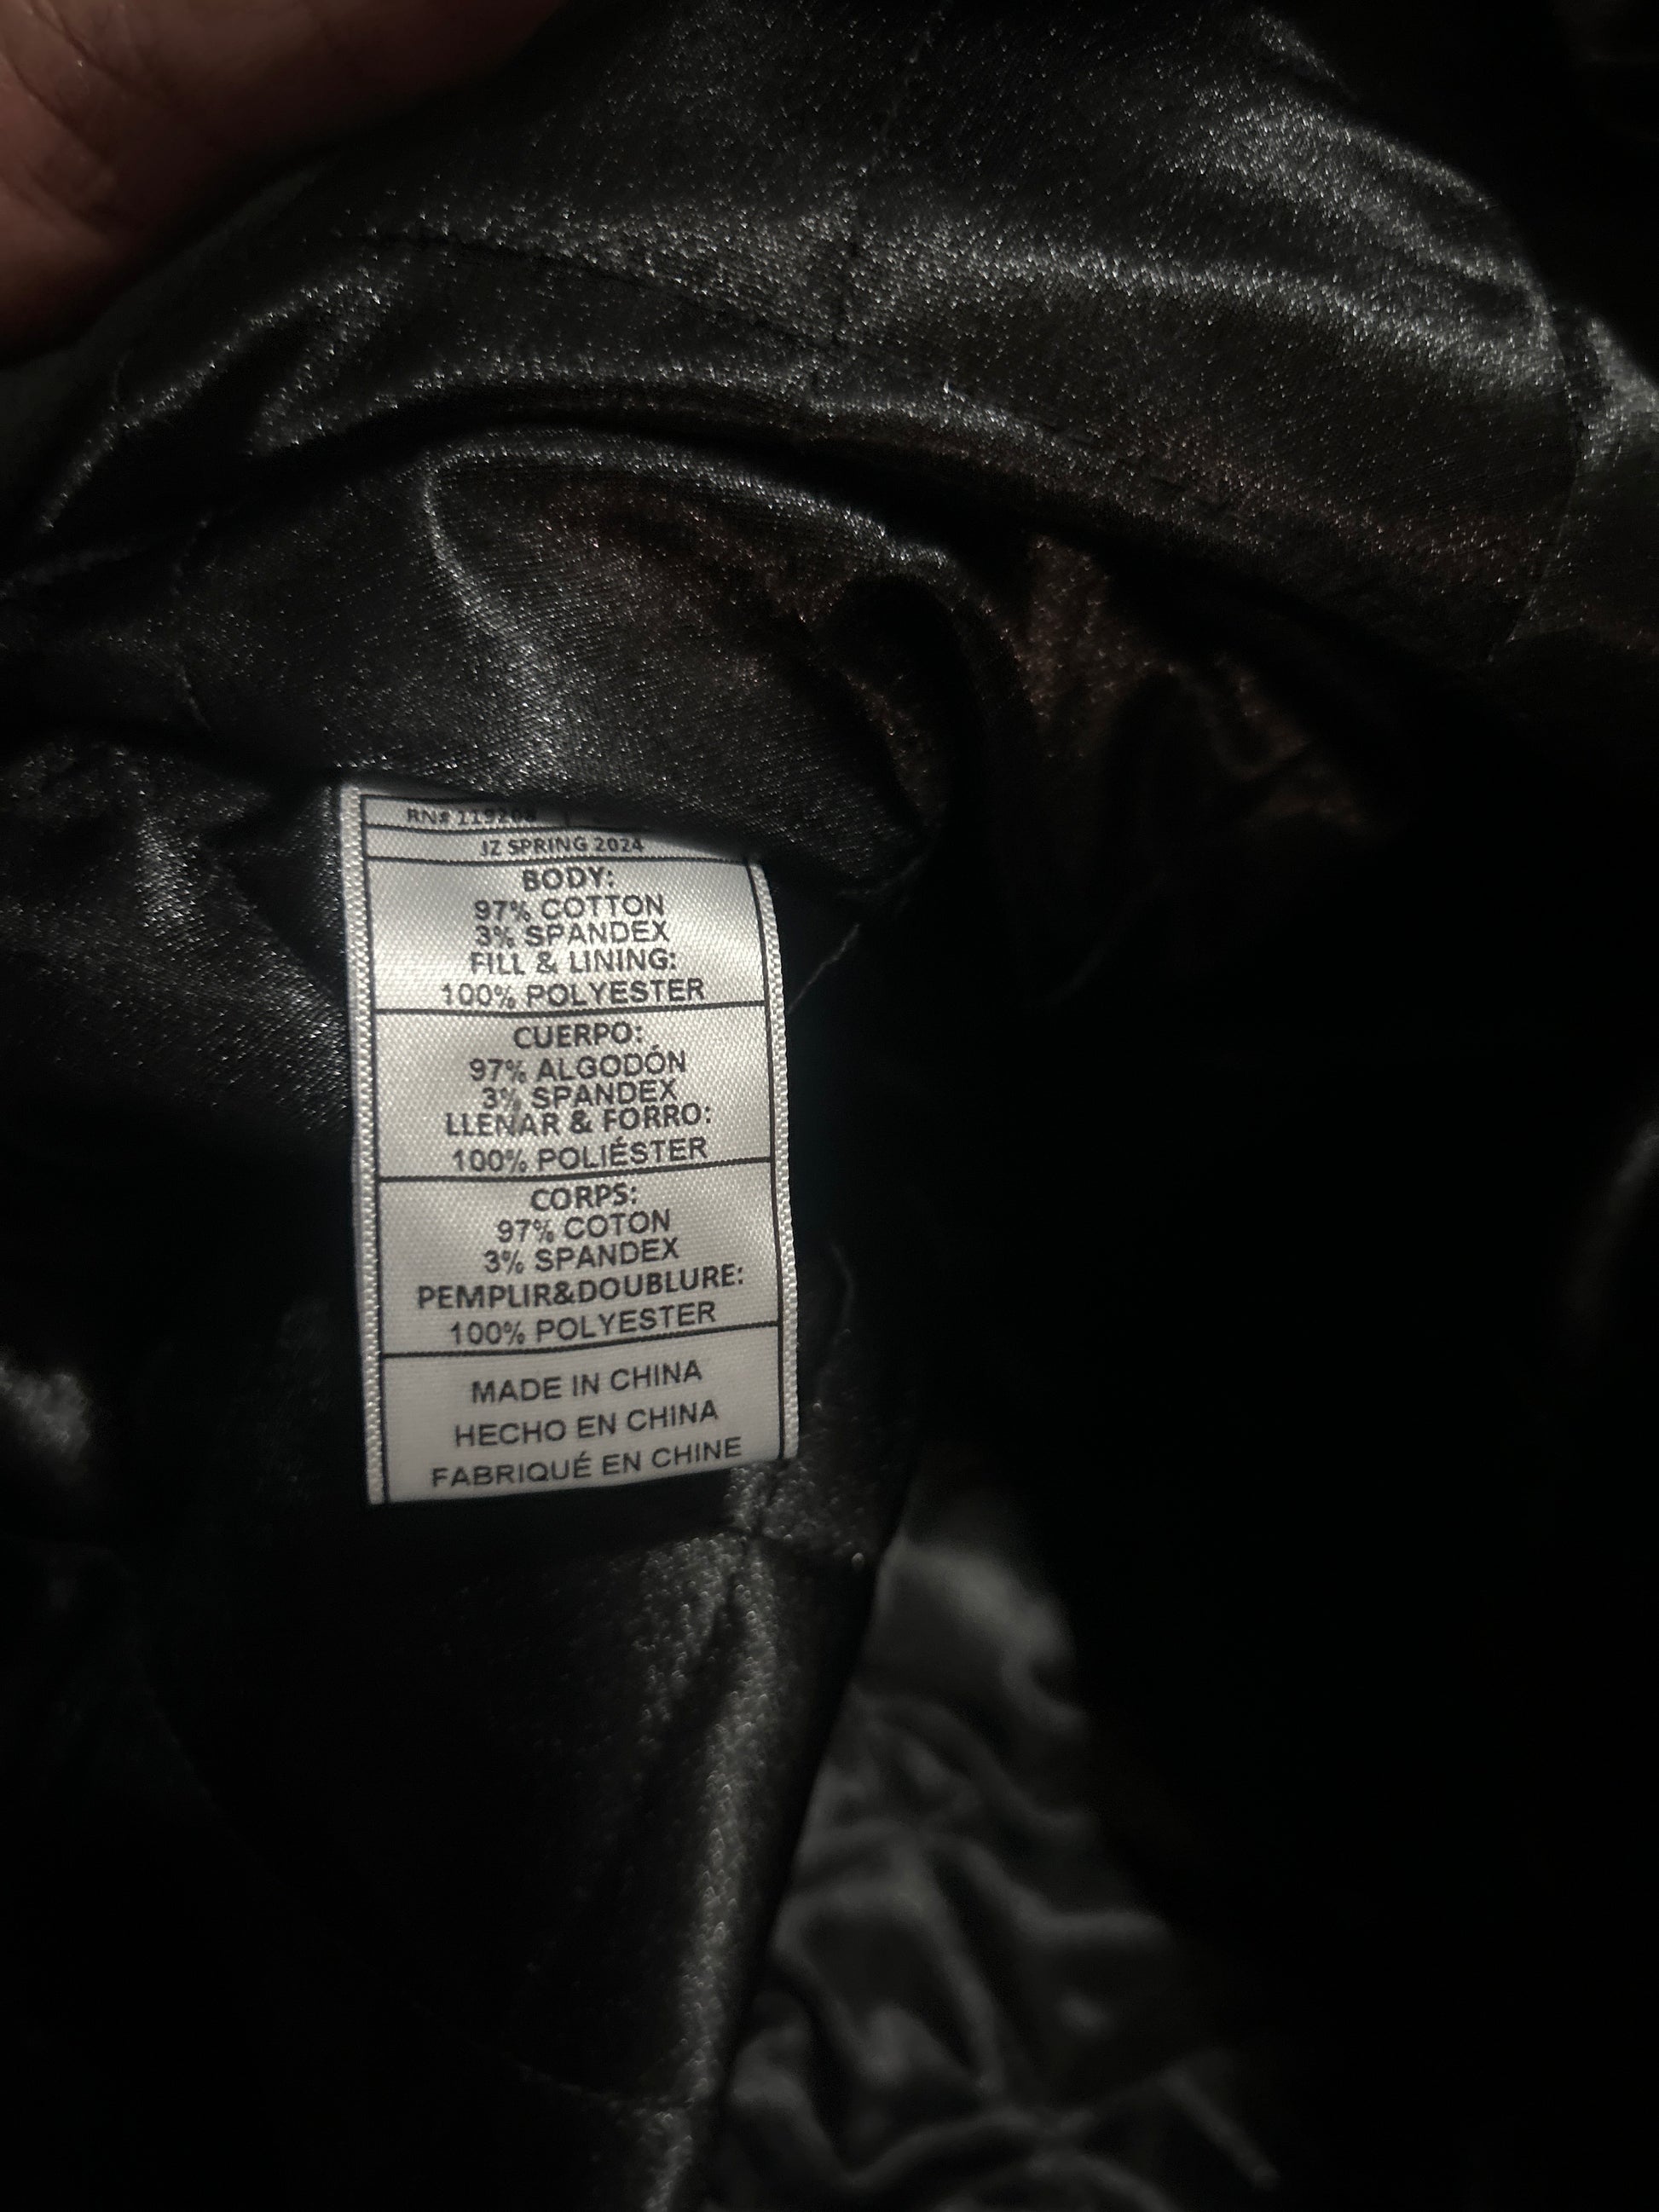 RN# 119268
JZ SPRING 2024
BODY:
97% COTTON
3% SPANDEX
FILL & LINING:
100% POLYESTER
CUERPO:
97% ALGODÓN
3% SPANDEX
LLENAR & FORRO:
100% POLIÉSTER
CORPS:
97% COTON
3% SPANDEX
PEMPLIR&DOUBLURE:
100% POLYESTER
MADE IN CHINA
HECHO EN CHINA
FABRIQUÉ EN CHINE